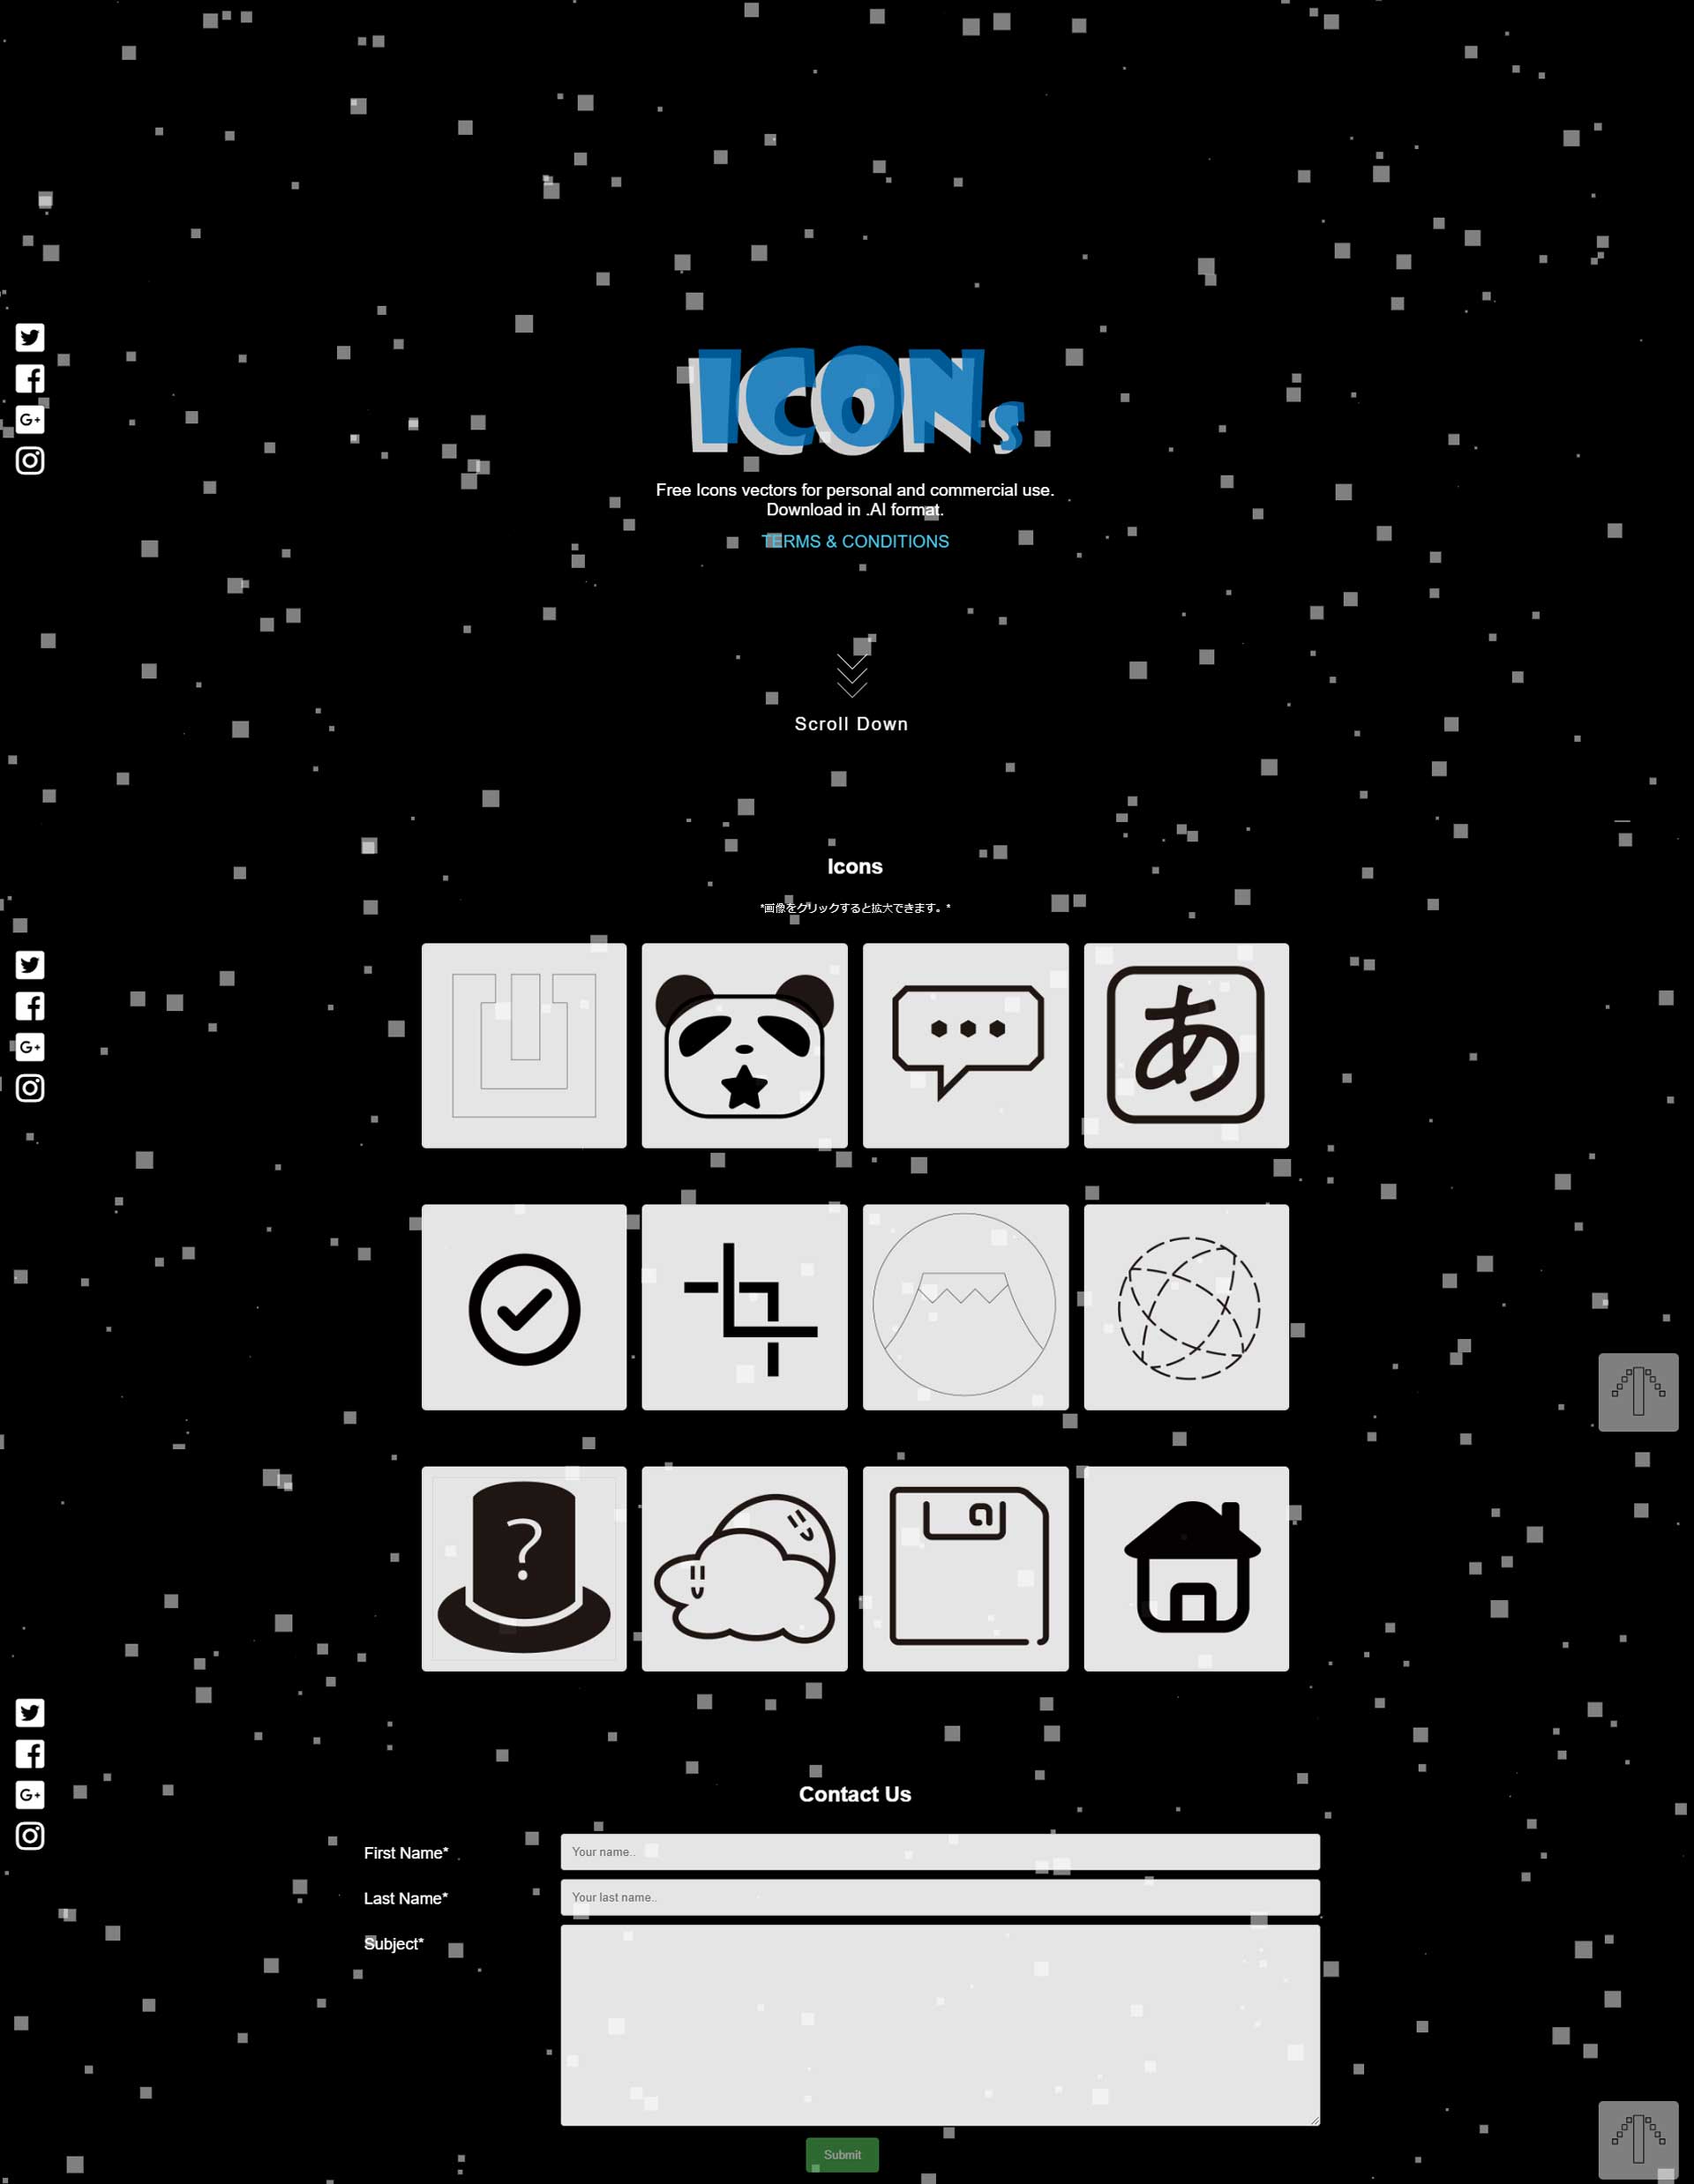 ICONs
Free Icons vectors for personal and commercial use.
Download in .AI format.
TERMS & CONDITIONS
Scroll Down
Icons
*画像をクリックすると拡大できます。*
あ
?
a
Contact Us
First Name*
Your name..
Last Name*
Your last name..
Subject*
Submit